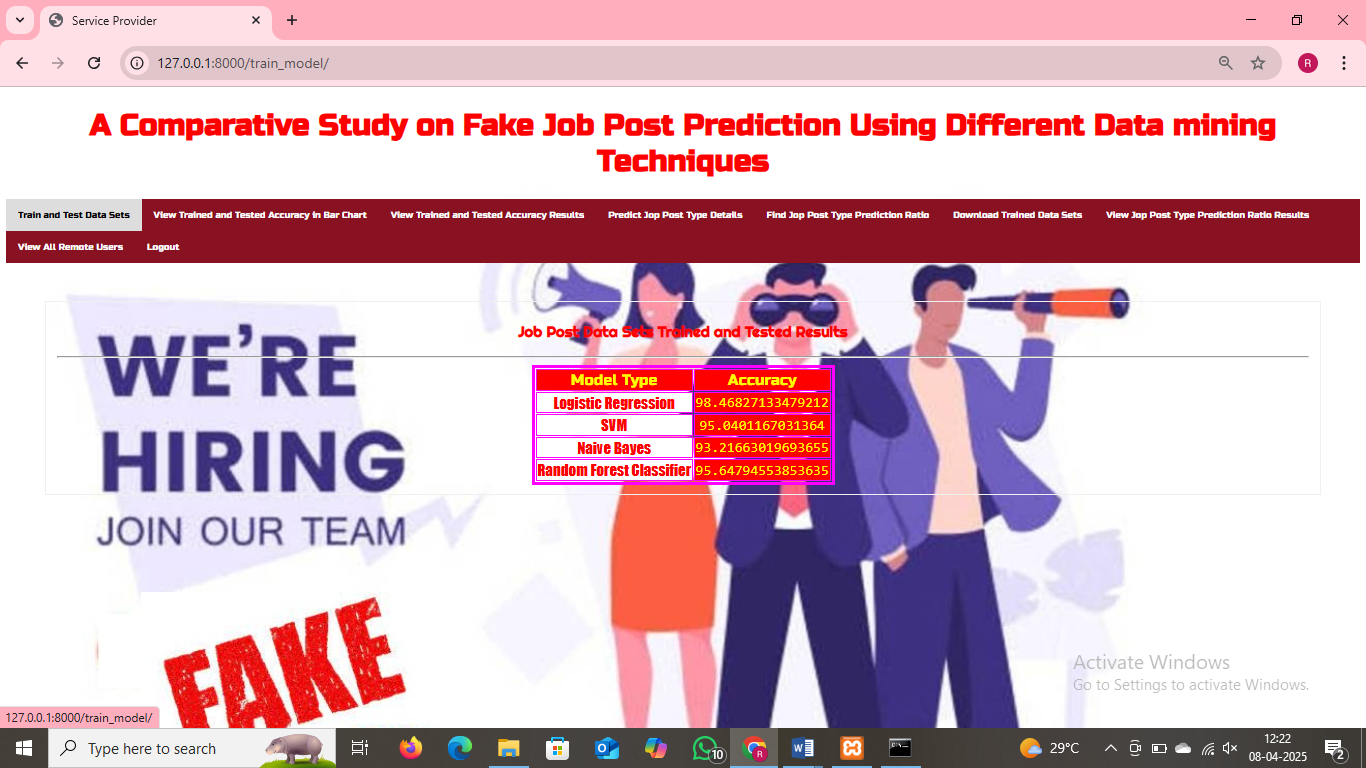 Service Provider
127.0.0.1:8000/train_model/
R
A Comparative Study on Fake Job Post Prediction Using Different Data mining
Techniques
Train and Test Data Sets View Trained and Tested Accuracy in Bar Chart View Trained and Tested Accuracy Results Predict Jop Post Type Details Find Jop Post Type Prediction Ratio Download Trained Data Sets View Jop Post Type Prediction Ratio Results
View All Remote Users Logout
WE'RE
HIRING
JOIN OUR TEAM
FAKE
Job Post Data Sets Trained and Tested Results
Model Type Accuracy
Logistic Regression 98.46827133479212
SVM 95.0401167031364
Naive Bayes 93.21663019693655
Random Forest Classifier 95.64794553853635
Activate Windows
Go to Settings to activate Windows.
127.0.0.1:8000/train_model/
Type here to search
10
R
29°C
12:22
08-04-2025
2